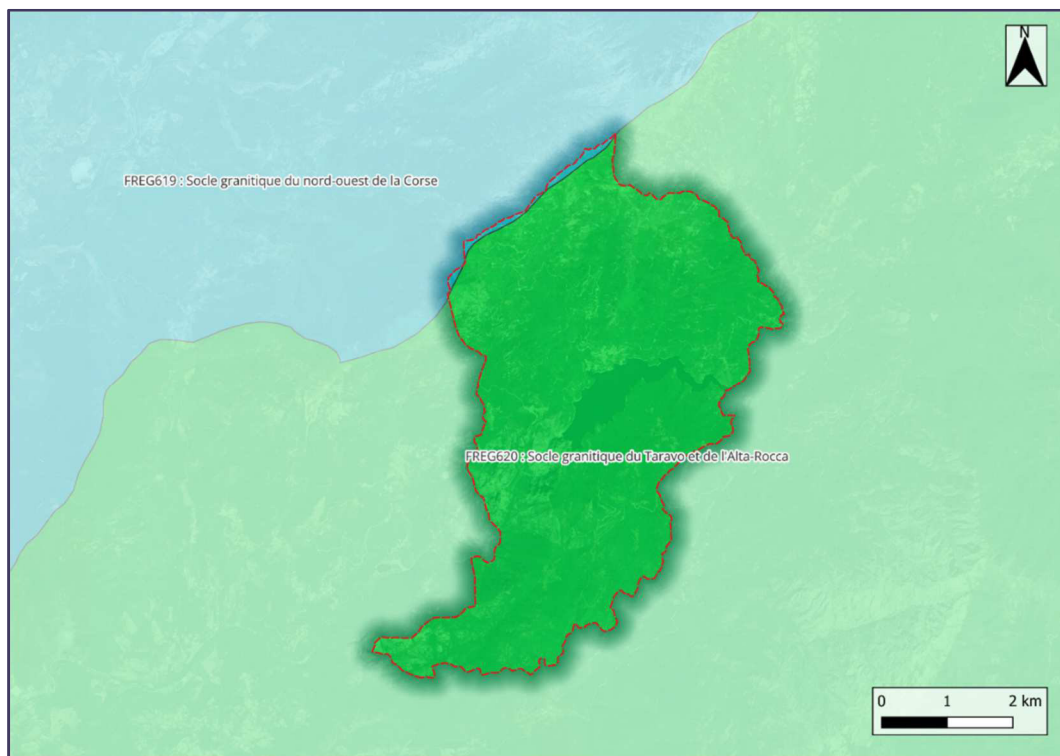 N
FREG619 : Socle granitique du nord-ouest de la Corse
FREG620 : Socle granitique du Taravo et de l'Alta-Rocca
0 1 2 km